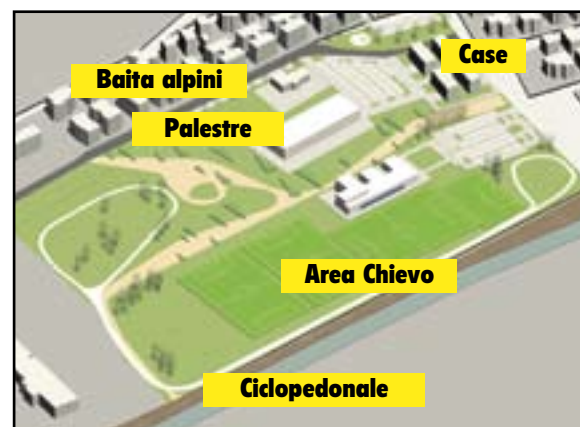 Case
Baita alpini
Palestre
Area Chievo
Ciclopedonale